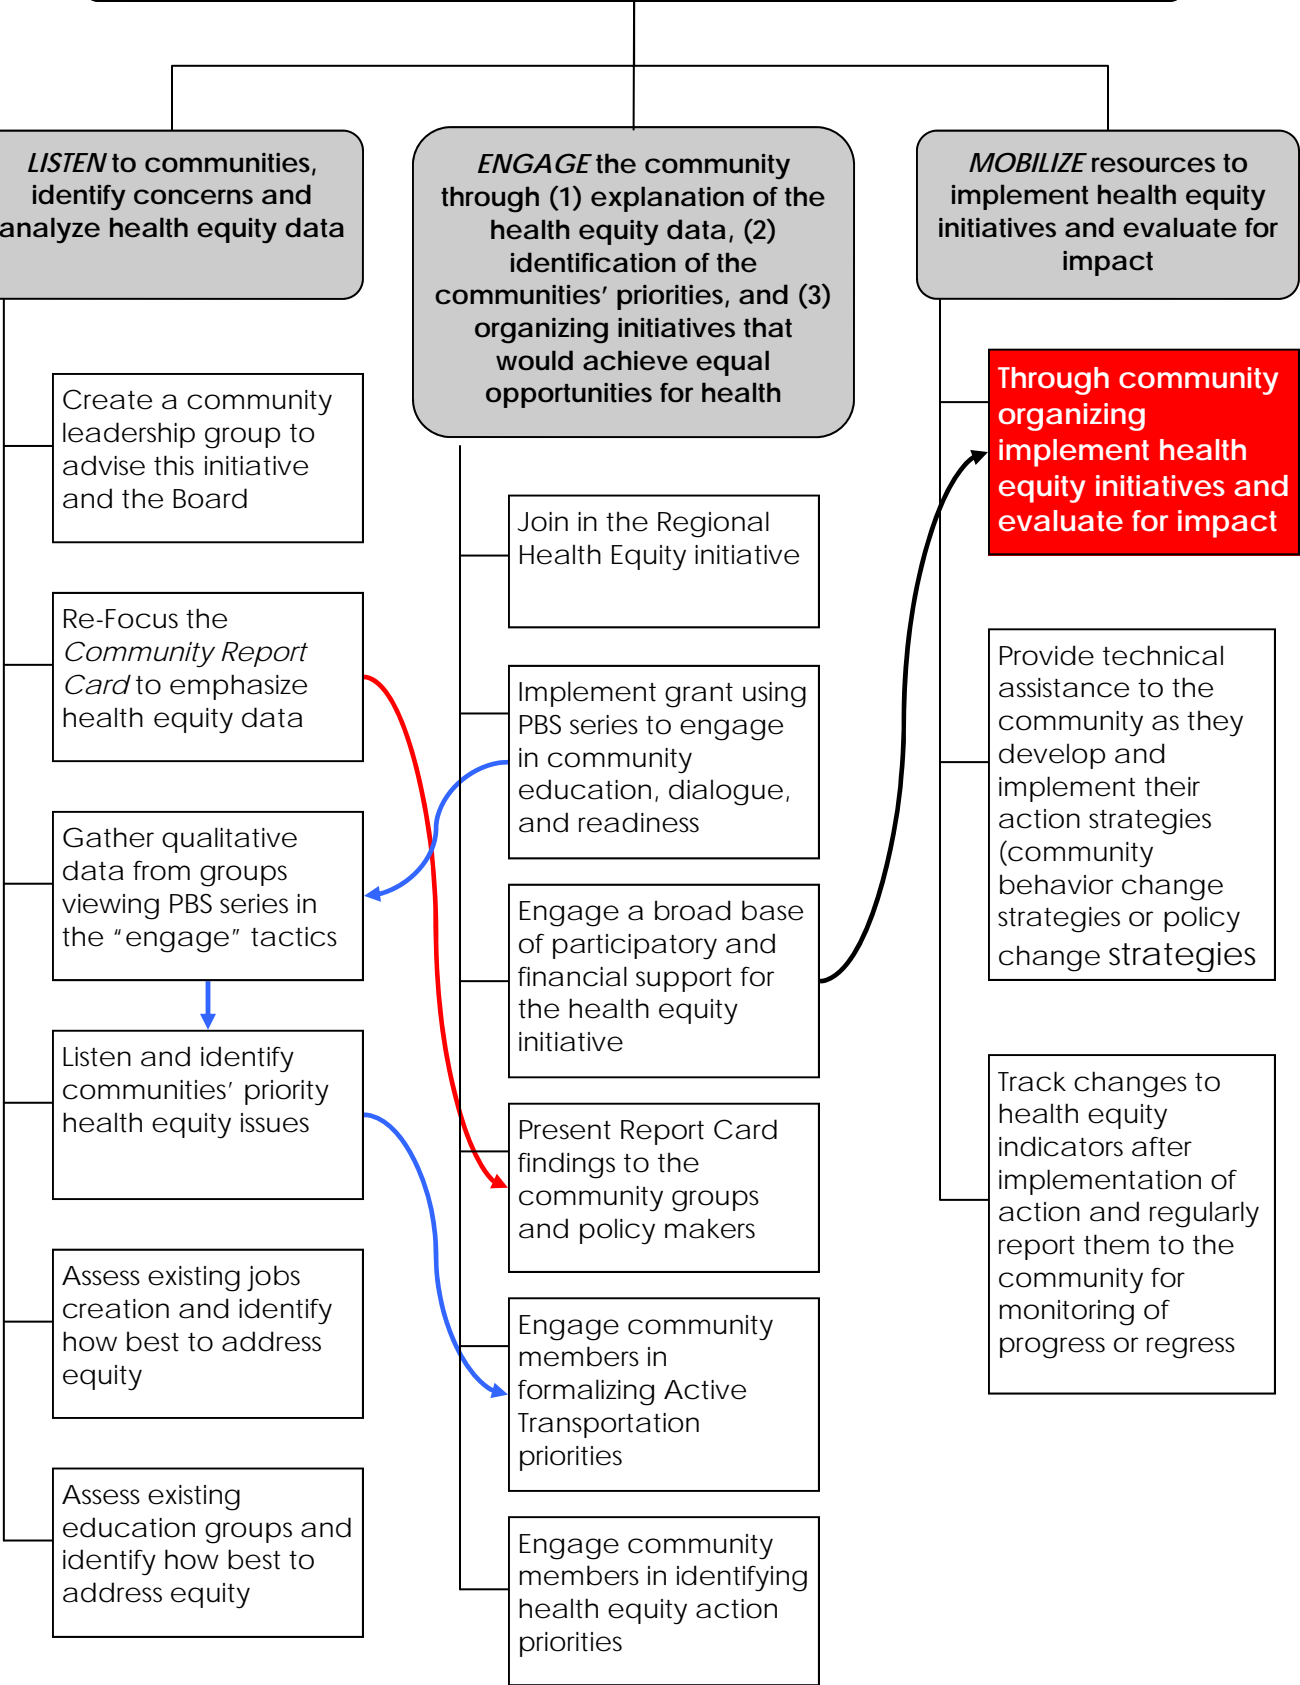 LISTEN to communities,
identify concerns and
analyze health equity data
Create a community
leadership group to
advise this initiative
and the Board
Re-Focus the
Community Report
Card to emphasize
health equity data
Gather qualitative
data from groups
viewing PBS series in
the “engage” tactics
Listen and identify
communities’ priority
health equity issues
Assess existing jobs
creation and identify
how best to address
equity
Assess existing
education groups and
identify how best to
address equity
ENGAGE the community
through (1) explanation of the
health equity data, (2)
identification of the
communities’ priorities, and (3)
organizing initiatives that
would achieve equal
opportunities for health
Join in the Regional
Health Equity initiative
Implement grant using
PBS series to engage
in community
education, dialogue,
and readiness
Engage a broad base
of participatory and
financial support for
the health equity
initiative
Present Report Card
findings to the
community groups
and policy makers
Engage community
members in
formalizing Active
Transportation
priorities
Engage community
members in identifying
health equity action
priorities
MOBILIZE resources to
implement health equity
initiatives and evaluate for
impact
Through community
organizing
implement health
equity initiatives and
evaluate for impact
Provide technical
assistance to the
community as they
develop and
implement their
action strategies
(community
behavior change
strategies or policy
change strategies
Track changes to
health equity
indicators after
implementation of
action and regularly
report them to the
community for
monitoring of
progress or regress